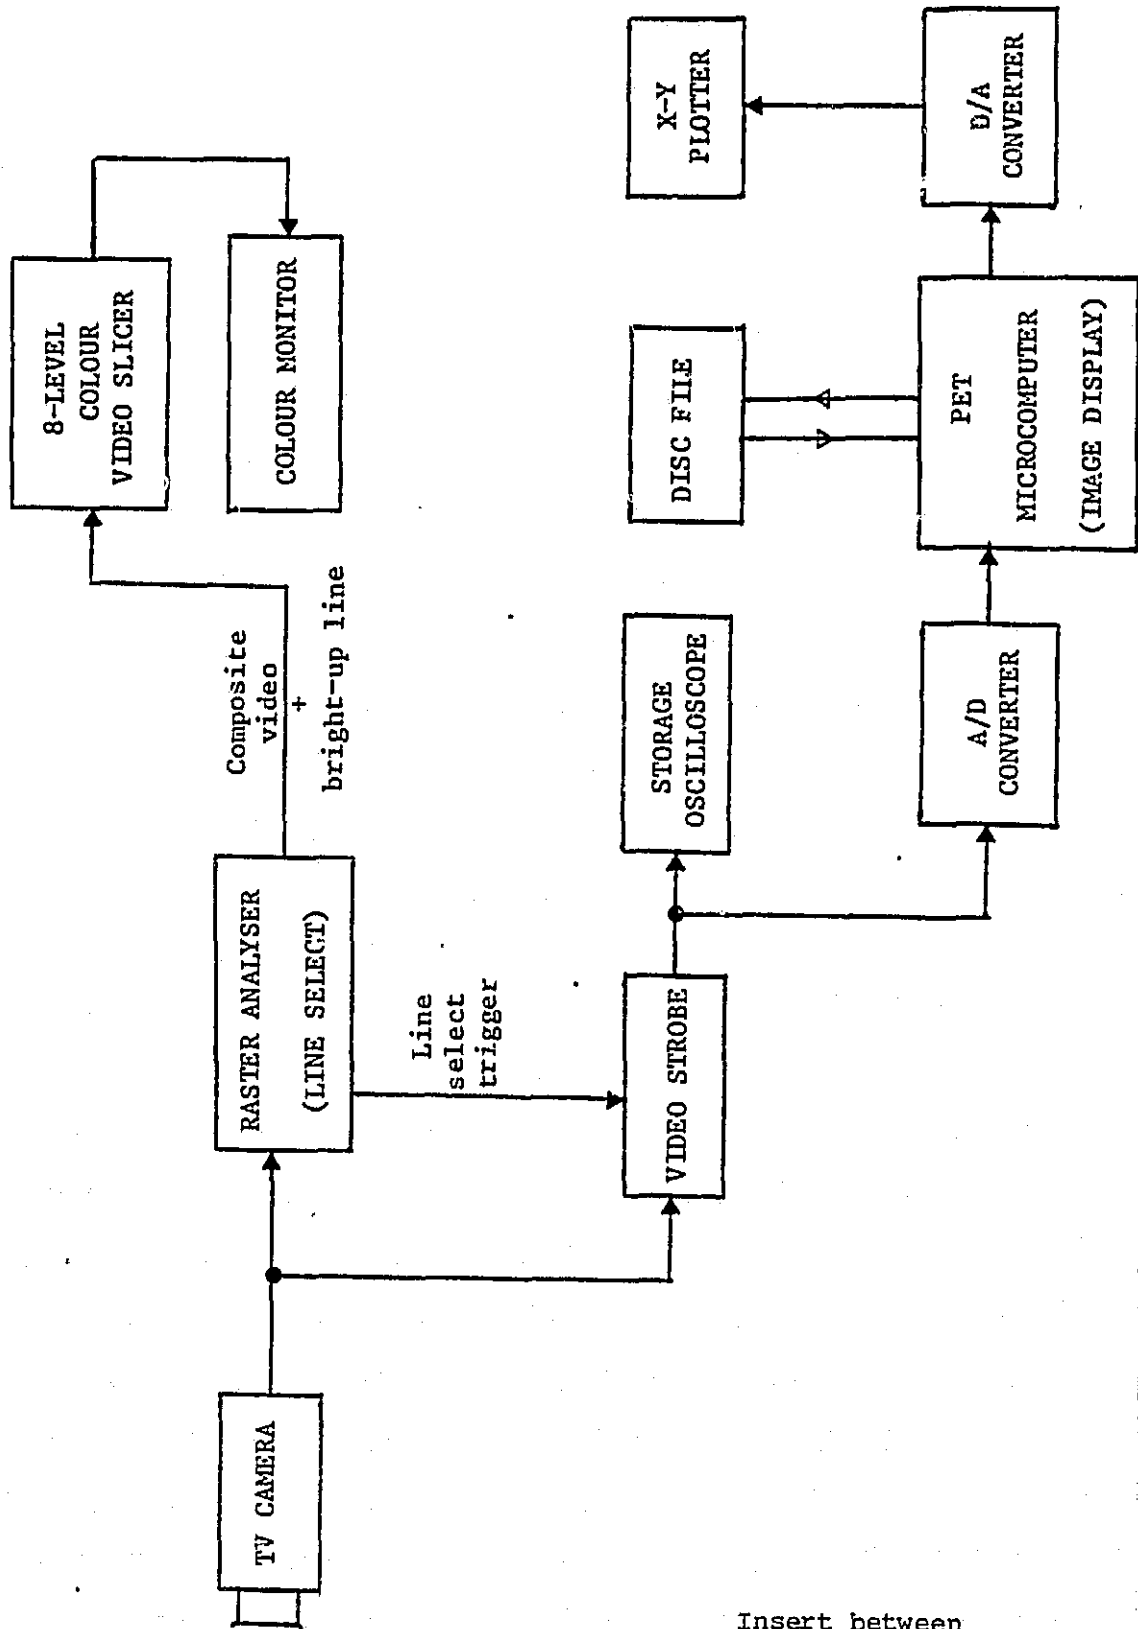 TV CAMERA
RASTER ANALYSER
(LINE SELECT)
Composite
video
+
bright-up line
8-LEVEL
COLOUR
VIDEO SLICER
COLOUR MONITOR
Line
select
trigger
VIDEO STROBE
STORAGE
OSCILLOSCOPE
A/D
CONVERTER
DISC FILE
PET
MICROCOMPUTER
(IMAGE DISPLAY)
X-Y
PLOTTER
D/A
CONVERTER
Insert between